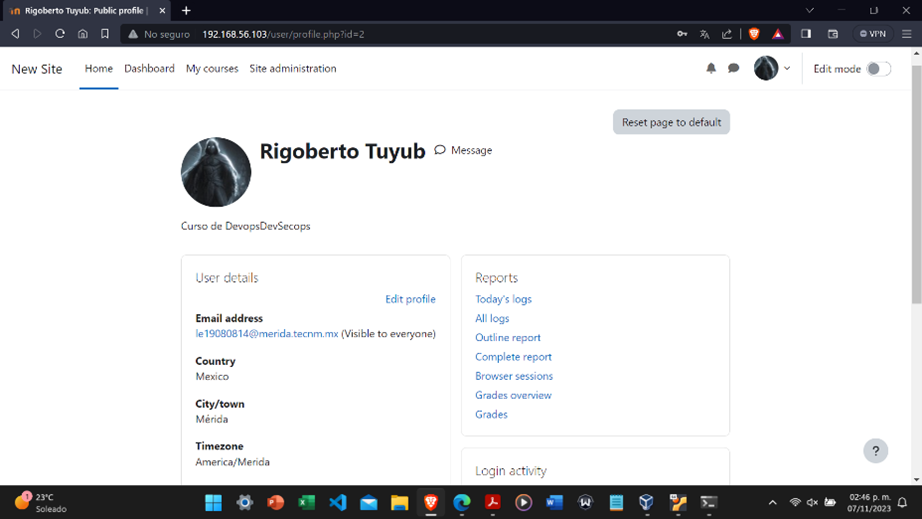 Rigoberto Tuyub: Public profile |
No seguro 192.168.56.103/user/profile.php?id=2
VPN
New Site Home Dashboard My courses Site administration Edit mode
Reset page to default
Rigoberto Tuyub Message
Curso de DevopsDevSecops
User details
Edit profile
Email address
le19080814@merida.tecnm.mx (Visible to everyone)
Country
Mexico
City/town
Mérida
Timezone
America/Merida
Reports
Today's logs
All logs
Outline report
Complete report
Browser sessions
Grades overview
Grades
Login activity
?
1 23°C
Soleado
02:46 p. m.
07/11/2023